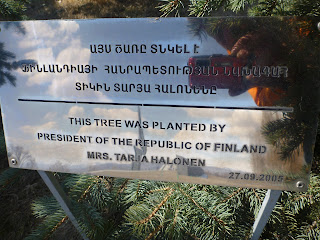 ԱՅՍ ԾԱՌԸ ՏՆԿԵԼ Է
ՖԻՆԼԱՆԴԻԱՅԻ ՀԱՆՐԱՊԵՏՈՒԹՅԱՆ ՆԱԽԱԳԱՀ
ՏԻԿԻՆ ՏԱՐՅԱ ՀԱԼՈՆԵՆԸ
THIS TREE WAS PLANTED BY
PRESIDENT OF THE REPUBLIC OF FINLAND
MRS. TARJA HALONEN
27.09.2005